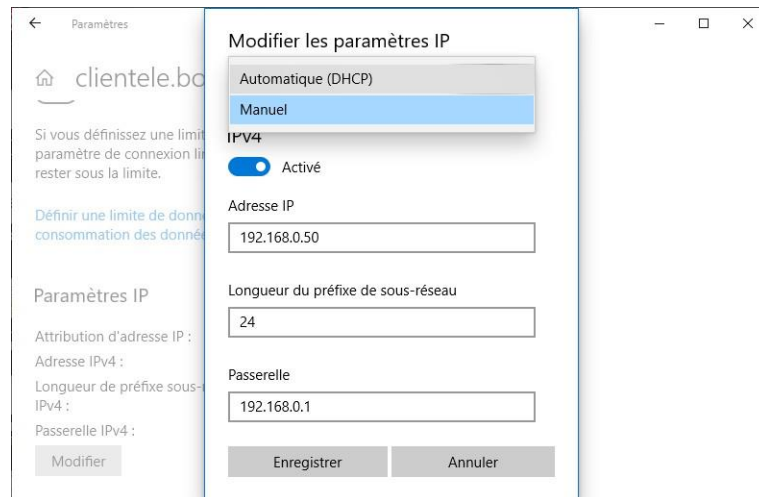 Paramètres
Modifier les paramètres IP
Automatique (DHCP)
Manuel
clientele.bo
IPv4
Si vous définissez une limit
paramètre de connexion lir
rester sous la limite.
Activé
Adresse IP
Définir une limite de donn
consommation des donnée
192.168.0.50
Paramètres IP
Longueur du préfixe de sous-réseau
24
Attribution d'adresse IP :
Adresse IPv4 :
Longueur de préfixe sous-r
IPv4 :
Passerelle
192.168.0.1
Passerelle IPv4 :
Modifier
Enregistrer
Annuler